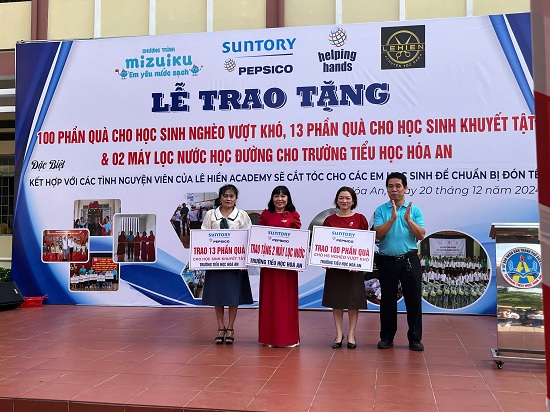 CHƯƠNG TRÌNH
mizuiku
Em yêu nước sạch
SUNTORY
PEPSICO
helping
hands
LEHIEN
LỄ TRAO TẶNG
100 PHẦN QUÀ CHO HỌC SINH NGHÈO VƯỢT KHÓ, 13 PHẦN QUÀ CHO HỌC SINH KHUYẾT TẬT
& 02 MÁY LỌC NƯỚC HỌC ĐƯỜNG CHO TRƯỜNG TIỂU HỌC HÓA AN
Đặc Biệt
KẾT HỢP VỚI CÁC TÌNH NGUYỆN VIÊN CỦA LÊ HIỀN ACADEMY SẼ CẮT TÓC CHO CÁC EM HỌC SINH ĐỂ CHUẨN BỊ ĐÓN TẾ
Hóa An, ngày 20 tháng 12 năm 2024
SUNTORY
PEPSICO
TRAO 13 PHẦN QUÀ
CHO HỌC SINH KHUYẾT TẬT
TRƯỜNG TIỂU HỌC HÓA AN
SUNTORY
PEPSICO
TRAO TẶNG 2 MÁY LỌC NƯỚC
TRƯỜNG TIỂU HỌC HÓA AN
SUNTORY
PEPSICO
TRAO 100 PHẦN QUÀ
CHO HS NGHÈO VƯỢT KHÓ
TRƯỜNG TIỂU HỌC HÓA AN